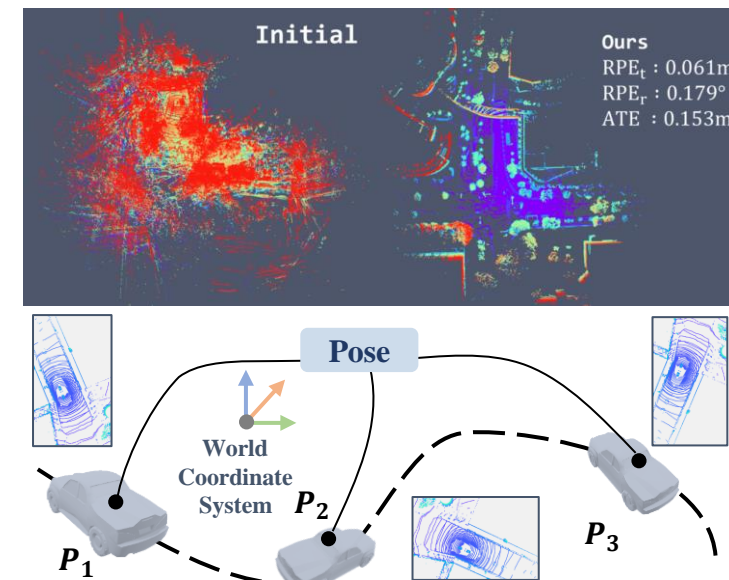 Initial
Ours
RPEₜ : 0.061m
RPEᵣ : 0.179°
ATE : 0.153m
Pose
World
Coordinate
System
P₁
P₂
P₃